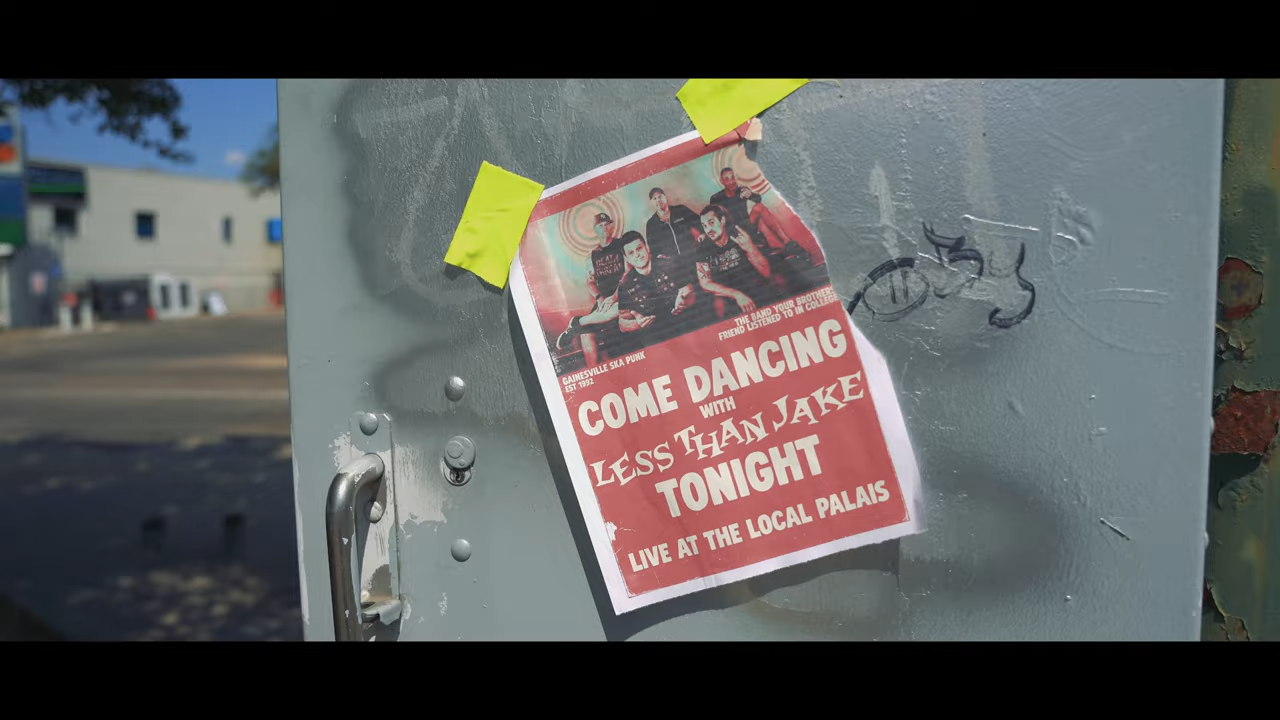 GAINESVILLE SKA PUNK
EST 1992
THE BAND YOUR BROTHERS
FRIEND LISTENED TO IN COLLEGE
COME DANCING
WITH
LESS THAN JAKE
TONIGHT
LIVE AT THE LOCAL PALAIS